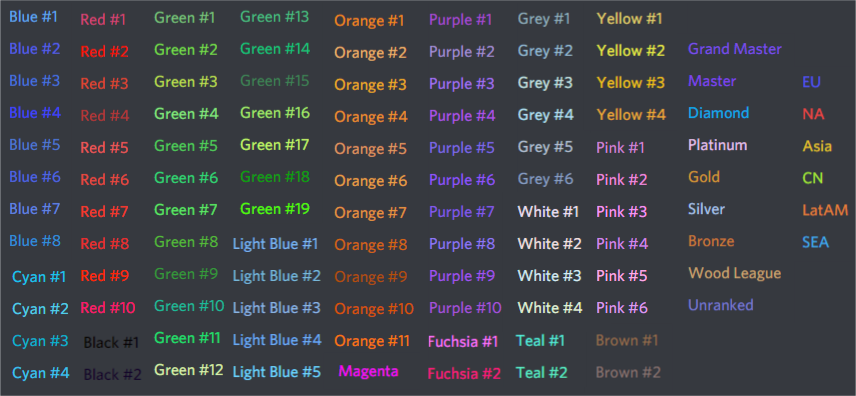 Blue #1 Red #1 Green #1 Green #13 Orange #1 Purple #1 Grey #1 Yellow #1
Blue #2 Red #2 Green #2 Green #14 Orange #2 Purple #2 Grey #2 Yellow #2 Grand Master
Blue #3 Red #3 Green #3 Green #15 Orange #3 Purple #3 Grey #3 Yellow #3 Master EU
Blue #4 Red #4 Green #4 Green #16 Orange #4 Purple #4 Grey #4 Yellow #4 Diamond NA
Blue #5 Red #5 Green #5 Green #17 Orange #5 Purple #5 Grey #5 Pink #1 Platinum Asia
Blue #6 Red #6 Green #6 Green #18 Orange #6 Purple #6 Grey #6 Pink #2 Gold CN
Blue #7 Red #7 Green #7 Green #19 Orange #7 Purple #7 White #1 Pink #3 Silver LatAM
Blue #8 Red #8 Green #8 Light Blue #1 Orange #8 Purple #8 White #2 Pink #4 Bronze SEA
Cyan #1 Red #9 Green #9 Light Blue #2 Orange #9 Purple #9 White #3 Pink #5 Wood League
Cyan #2 Red #10 Green #10 Light Blue #3 Orange #10 Purple #10 White #4 Pink #6 Unranked
Cyan #3 Black #1 Green #11 Light Blue #4 Orange #11 Fuchsia #1 Teal #1 Brown #1
Cyan #4 Black #2 Green #12 Light Blue #5 Magenta Fuchsia #2 Teal #2 Brown #2